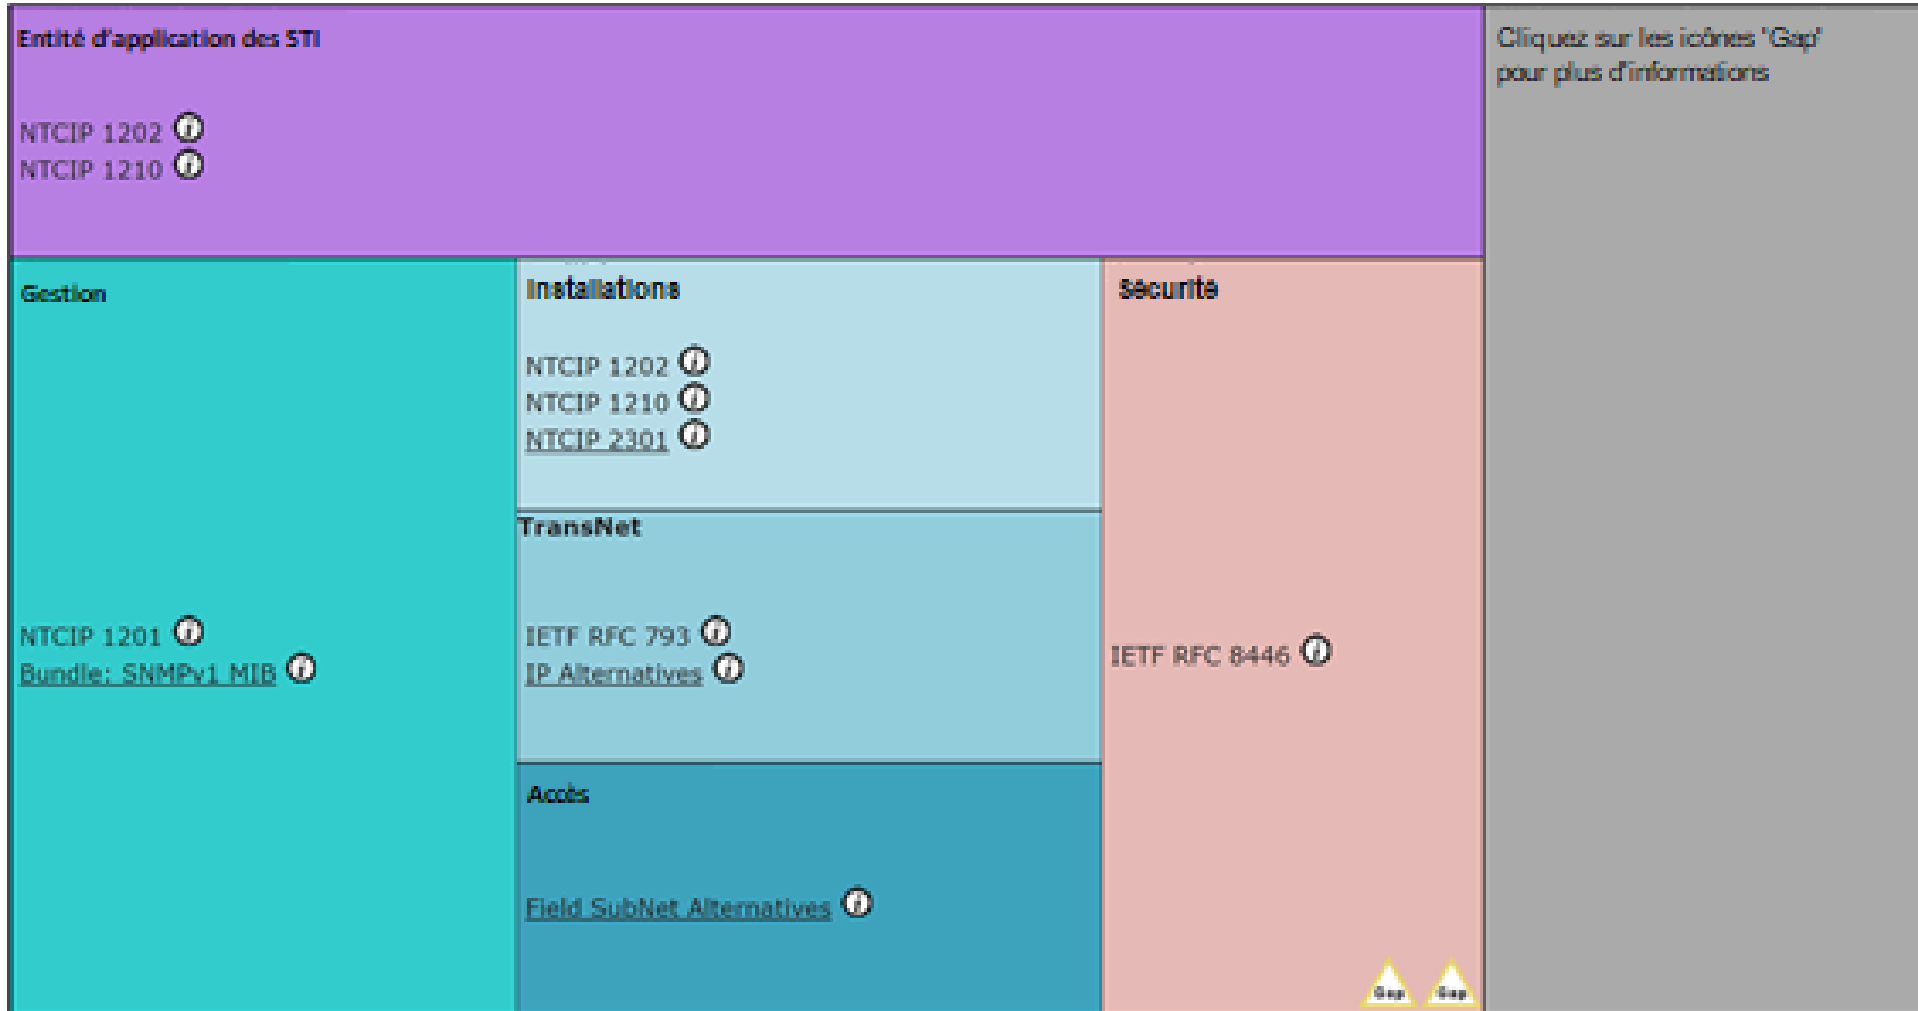 Entité d'application des STI
NTCIP 1202
NTCIP 1210
Cliquez sur les icônes 'Gap'
pour plus d'informations
Gestion
NTCIP 1201
Bundle: SNMPv1 MIB
Installations
NTCIP 1202
NTCIP 1210
NTCIP 2301
TransNet
IETF RFC 793
IP Alternatives
Accès
Field SubNet Alternatives
Sécurité
IETF RFC 8446
Gap
Gap